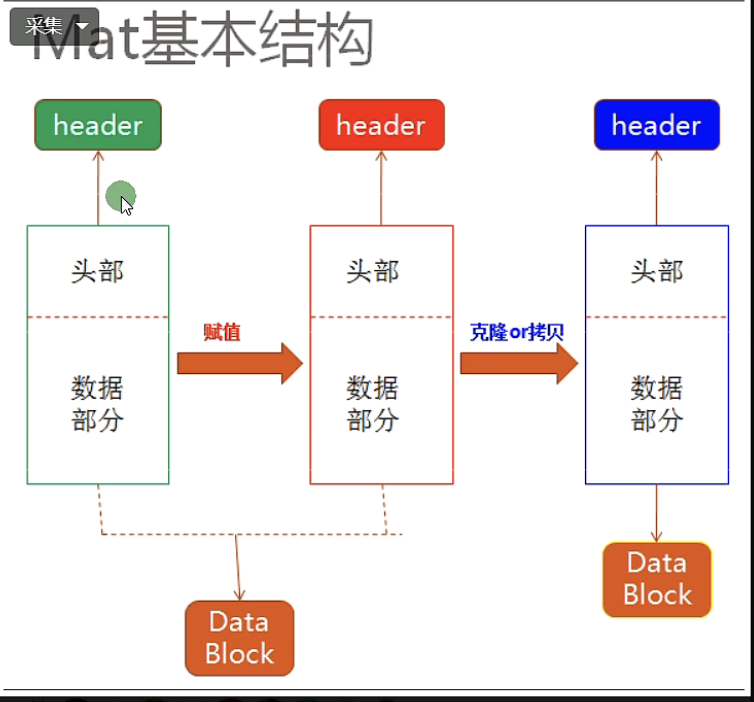 采集
Mat基本结构
header
header
header
头部
头部
头部
赋值
克隆or拷贝
数据
部分
数据
部分
数据
部分
Data
Block
Data
Block